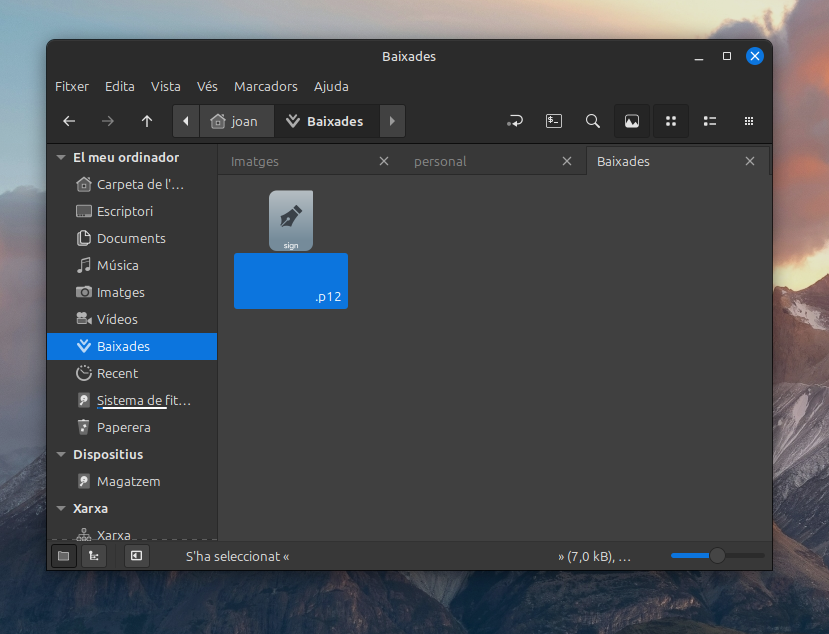 Baixades
Fitxer Edita Vista Vés Marcadors Ajuda
joan Baixades
El meu ordinador
Carpeta de l'…
Escriptori
Documents
Música
Imatges
Vídeos
Baixades
Recent
Sistema de fit…
Paperera
Dispositius
Magatzem
Xarxa
Xarxa
Imatges personal Baixades
sign
.p12
S'ha seleccionat « » (7,0 kB), …